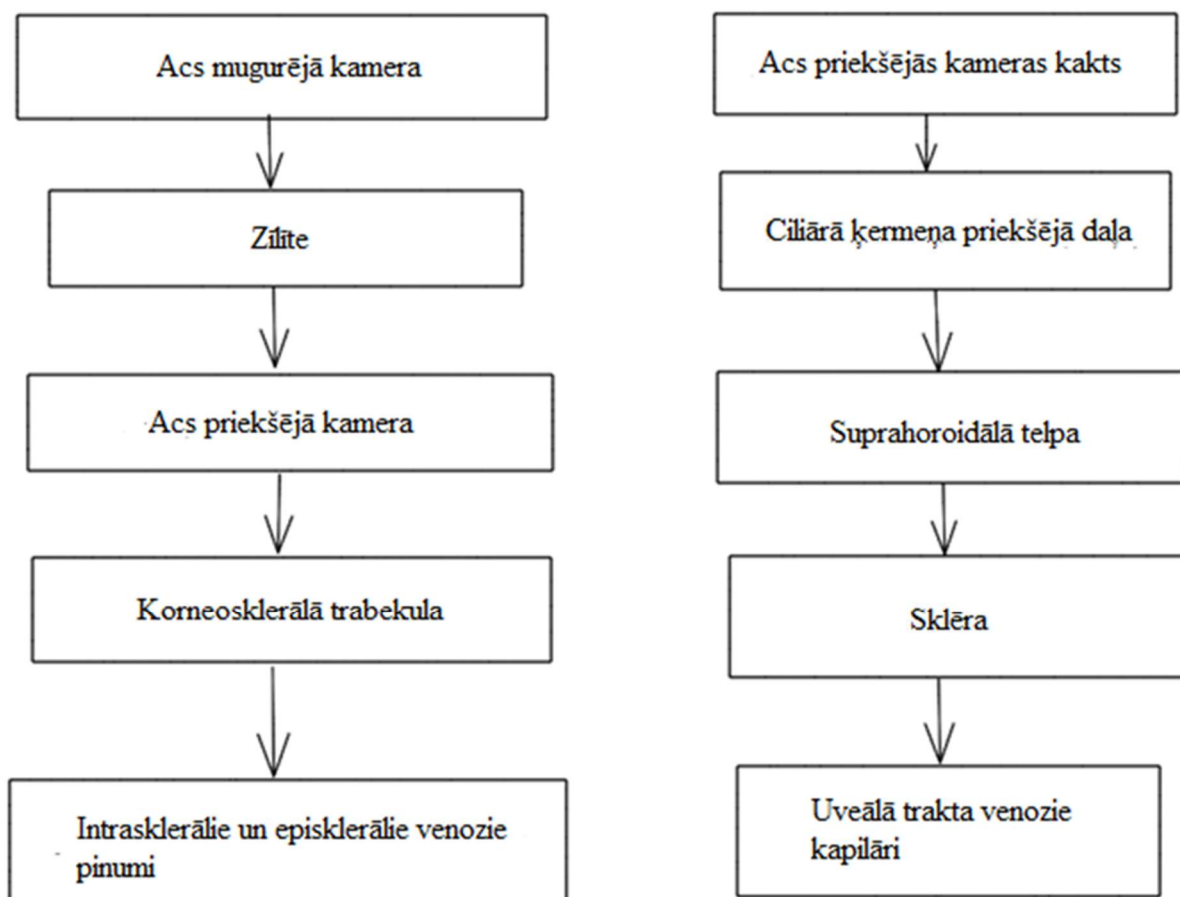 Acs mugurējā kamera
Zīlīte
Acs priekšējā kamera
Korneosklerālā trabekula
Intrasklerālie un episklerālie venozie
pinumi
Acs priekšējās kameras kakts
Ciliārā ķermeņa priekšējā daļa
Suprahoroidālā telpa
Sklēra
Uveālā trakta venozie
kapilāri